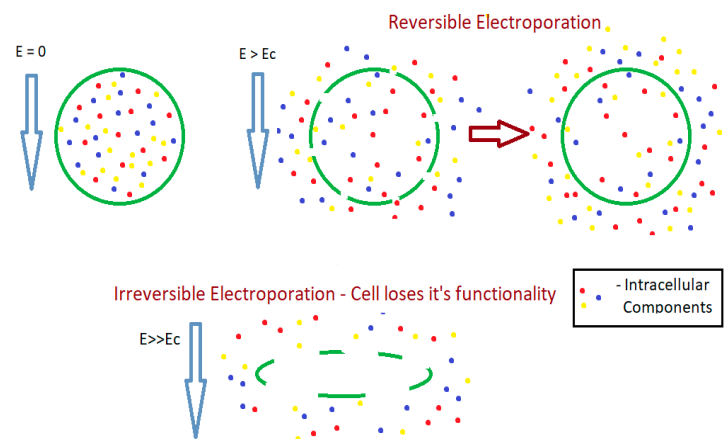 Reversible Electroporation
E = 0
E > Ec
Irreversible Electroporation - Cell loses it's functionality
- Intracellular
Components
E>>Ec